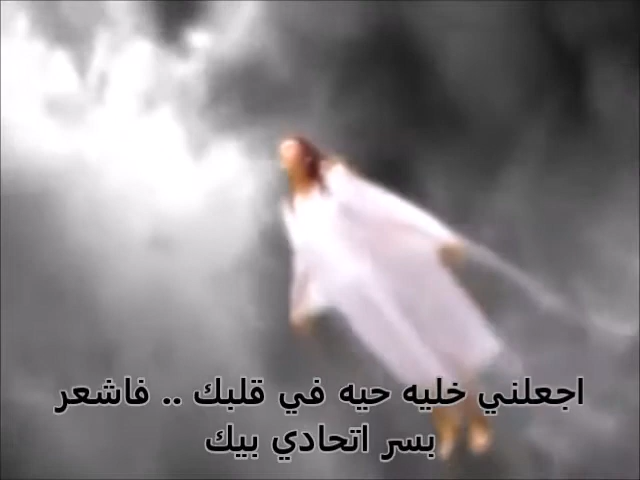 اجعلني خليه حيه في قلبك .. فاشعر
بسر اتحادي بيك